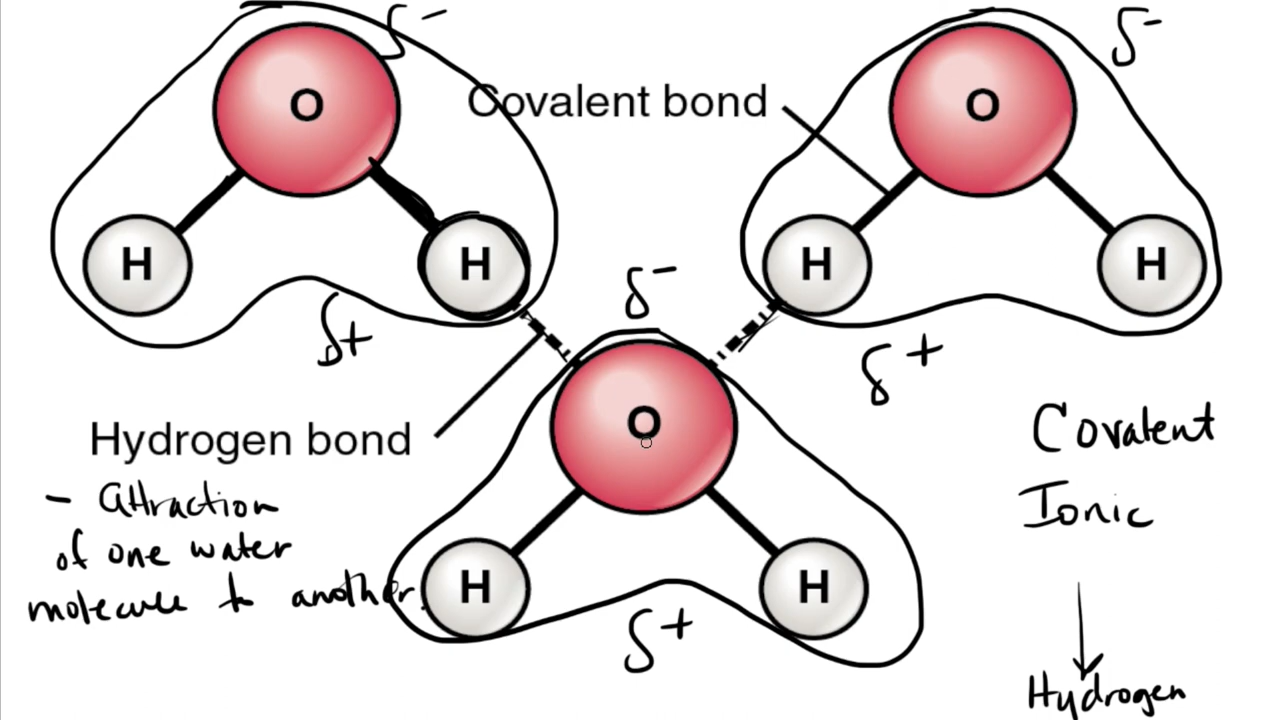 δ-
δ-
O
O
Covalent bond
H
H
H
H
δ-
δ+
δ+
O
Hydrogen bond
- Attraction
of one water
molecule to another.
Covalent
Ionic
H
H
δ+
Hydrogen